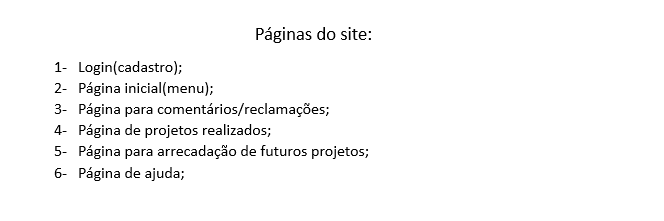 Páginas do site:
1- Login(cadastro);
2- Página inicial(menu);
3- Página para comentários/reclamações;
4- Página de projetos realizados;
5- Página para arrecadação de futuros projetos;
6- Página de ajuda;